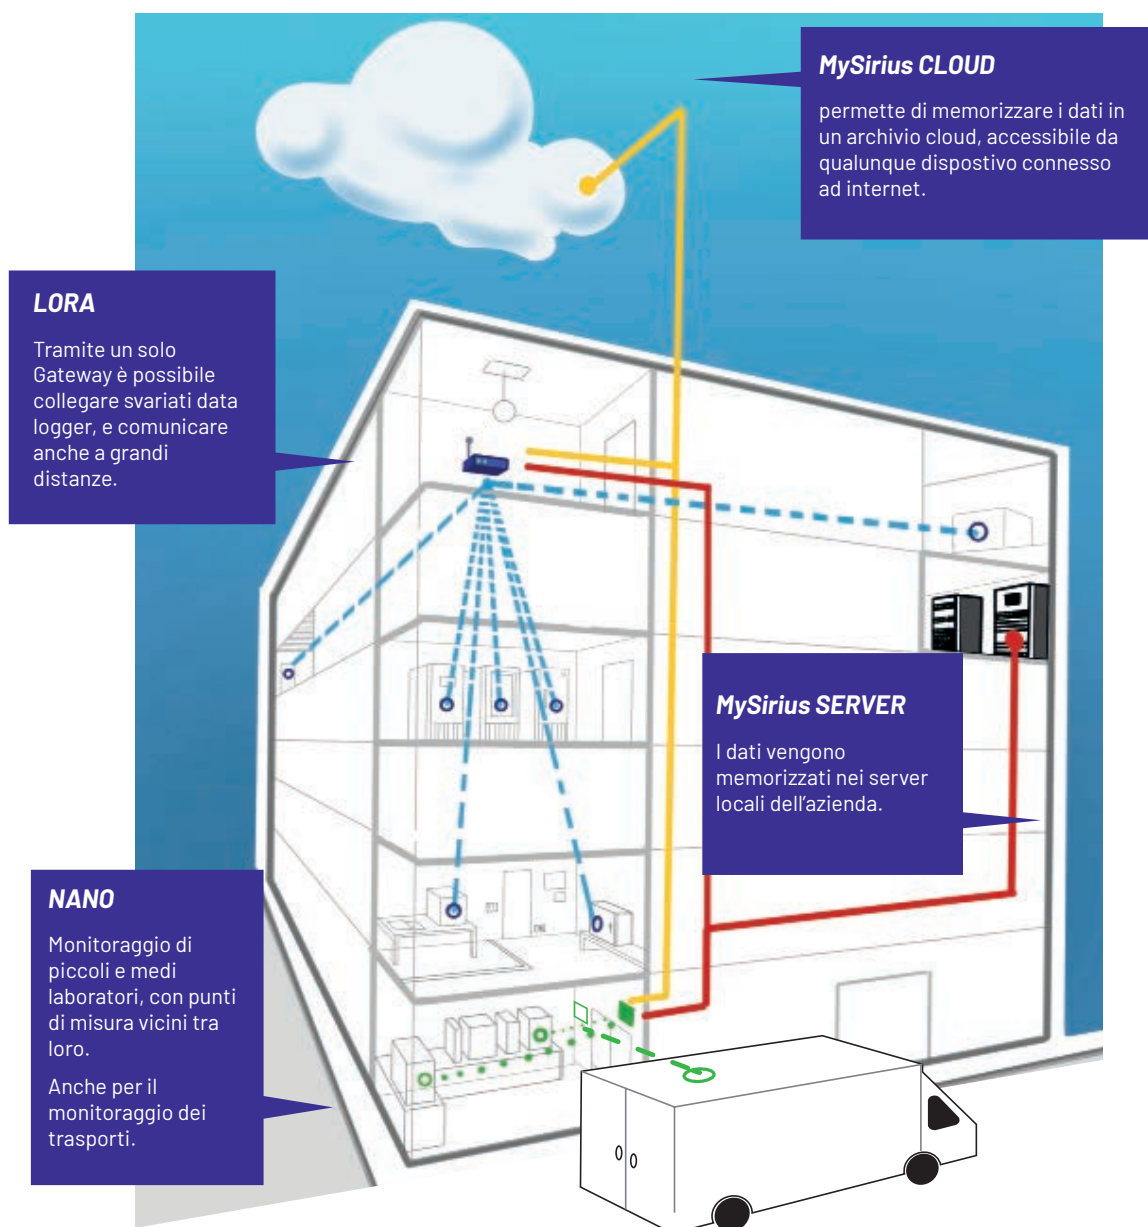 MySirius CLOUD
permette di memorizzare i dati in
un archivio cloud, accessibile da
qualunque dispostivo connesso
ad internet.
LORA
Tramite un solo
Gateway è possibile
collegare svariati data
logger, e comunicare
anche a grandi
distanze.
MySirius SERVER
I dati vengono
memorizzati nei server
locali dell’azienda.
NANO
Monitoraggio di
piccoli e medi
laboratori, con punti
di misura vicini tra
loro.
Anche per il
monitoraggio dei
trasporti.